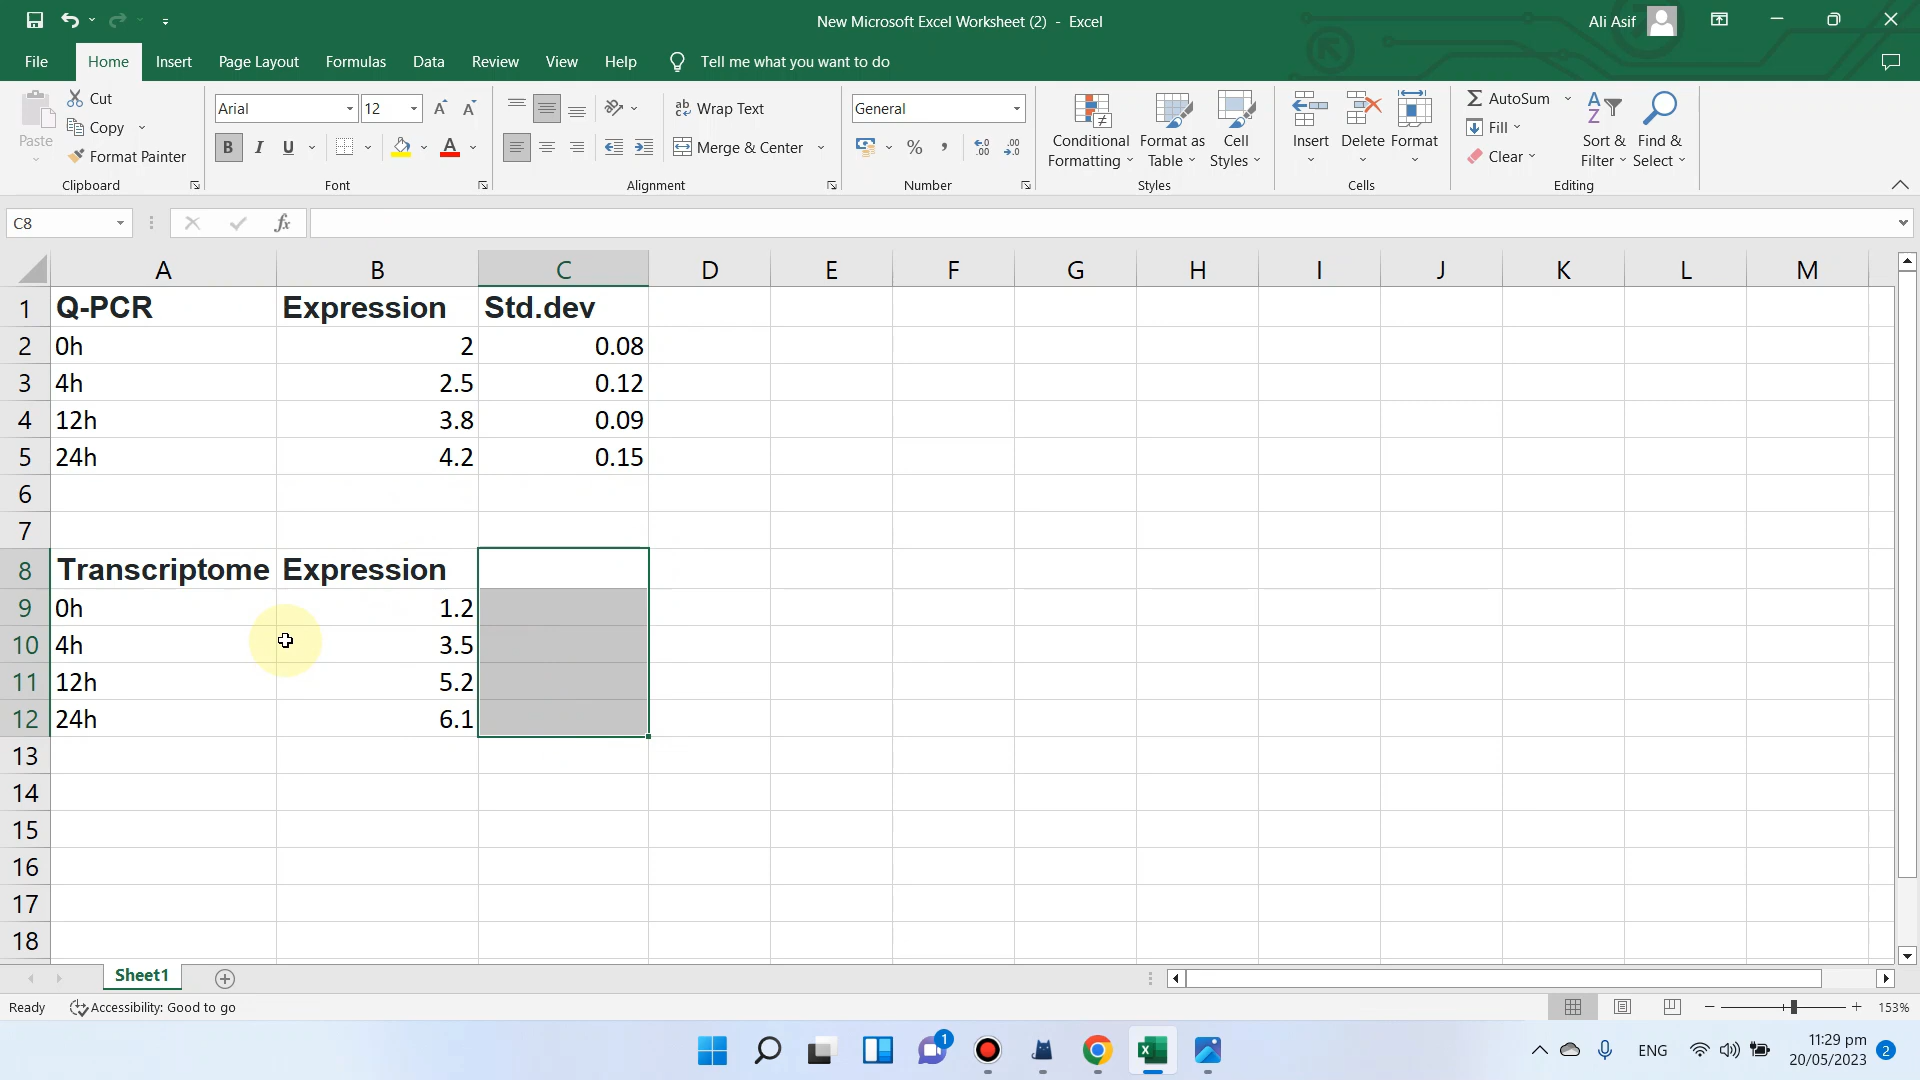 New Microsoft Excel Worksheet (2) - Excel
Ali Asif
File Home Insert Page Layout Formulas Data Review View Help Tell me what you want to do
Paste
Cut
Copy
Format Painter
Clipboard
Arial 12
B I U
Font
Wrap Text
Merge & Center
Alignment
General
Number
Conditional Formatting
Format as Table
Cell Styles
Styles
Insert Delete Format
Cells
AutoSum
Fill
Clear
Sort & Filter
Find & Select
Editing
C8
fx
A B C D E F G H I J K L M
1 Q-PCR Expression Std.dev
2 0h 2 0.08
3 4h 2.5 0.12
4 12h 3.8 0.09
5 24h 4.2 0.15
6
7
8 Transcriptome Expression
9 0h 1.2
10 4h 3.5
11 12h 5.2
12 24h 6.1
13
14
15
16
17
18
Sheet1
Ready Accessibility: Good to go 153%
1
ENG
11:29 pm
20/05/2023
2